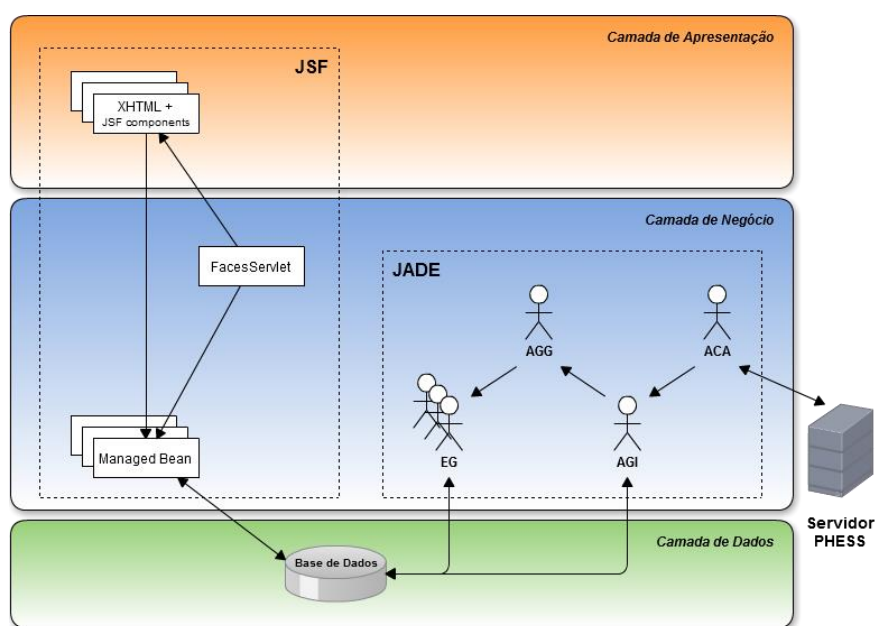 Camada de Apresentação
JSF
XHTML +
JSF components
Camada de Negócio
FacesServlet
JADE
AGG
ACA
EG
AGI
Managed Bean
Servidor
PHESS
Camada de Dados
Base de Dados